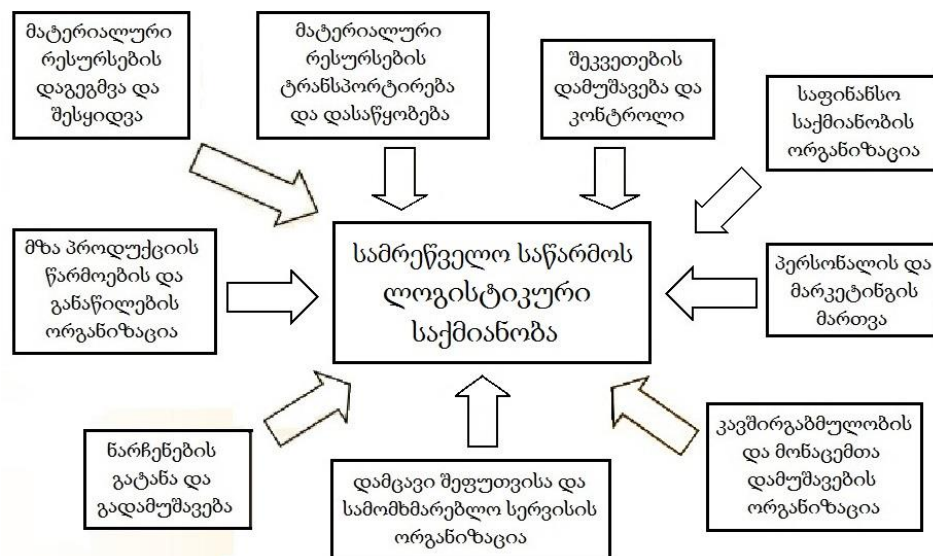 მატერიალური
რესურსების
დაგეგმვა და
შესყიდვა
მატერიალური
რესურსების
ტრანსპორტირება
და დასაწყობება
შეკვეთების
დამუშავება და
კონტროლი
საფინანსო
საქმიანობის
ორგანიზაცია
მზა პროდუქციის
წარმოების და
განაწილების
ორგანიზაცია
სამრეწველო საწარმოს
ლოგისტიკური
საქმიანობა
პერსონალის და
მარკეტინგის
მართვა
ნარჩენების
გატანა და
გადამუშავება
დამცავი შეფუთვისა და
სამომხმარებლო სერვისის
ორგანიზაცია
კავშირგაბმულობის
და მონაცემთა
დამუშავების
ორგანიზაცია